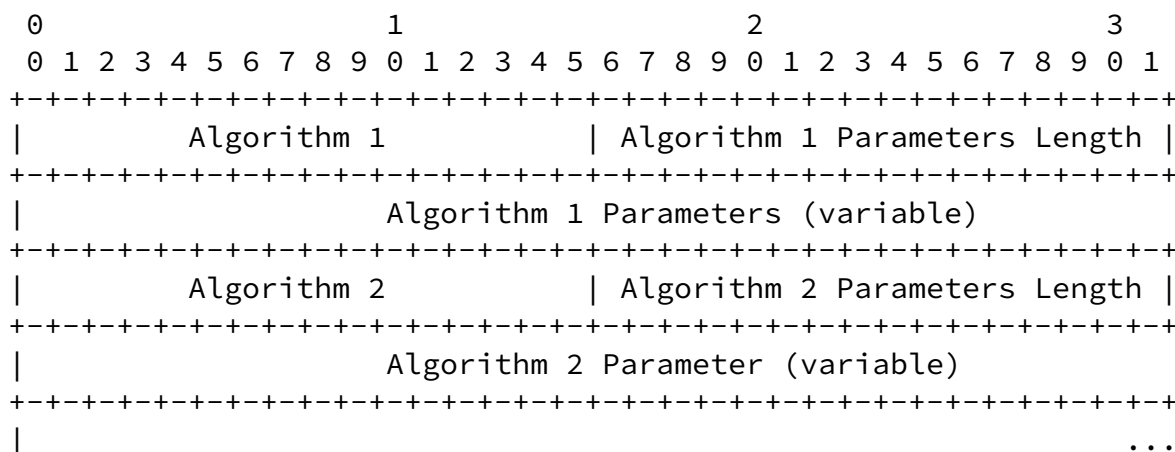 0                   1                   2                   3
 0 1 2 3 4 5 6 7 8 9 0 1 2 3 4 5 6 7 8 9 0 1 2 3 4 5 6 7 8 9 0 1
+-+-+-+-+-+-+-+-+-+-+-+-+-+-+-+-+-+-+-+-+-+-+-+-+-+-+-+-+-+-+-+-+
|         Algorithm 1           | Algorithm 1 Parameters Length |
+-+-+-+-+-+-+-+-+-+-+-+-+-+-+-+-+-+-+-+-+-+-+-+-+-+-+-+-+-+-+-+-+
|                    Algorithm 1 Parameters (variable)
+-+-+-+-+-+-+-+-+-+-+-+-+-+-+-+-+-+-+-+-+-+-+-+-+-+-+-+-+-+-+-+-+
|         Algorithm 2           | Algorithm 2 Parameters Length |
+-+-+-+-+-+-+-+-+-+-+-+-+-+-+-+-+-+-+-+-+-+-+-+-+-+-+-+-+-+-+-+-+
|                    Algorithm 2 Parameter (variable)
+-+-+-+-+-+-+-+-+-+-+-+-+-+-+-+-+-+-+-+-+-+-+-+-+-+-+-+-+-+-+-+-+
|                                                             ...